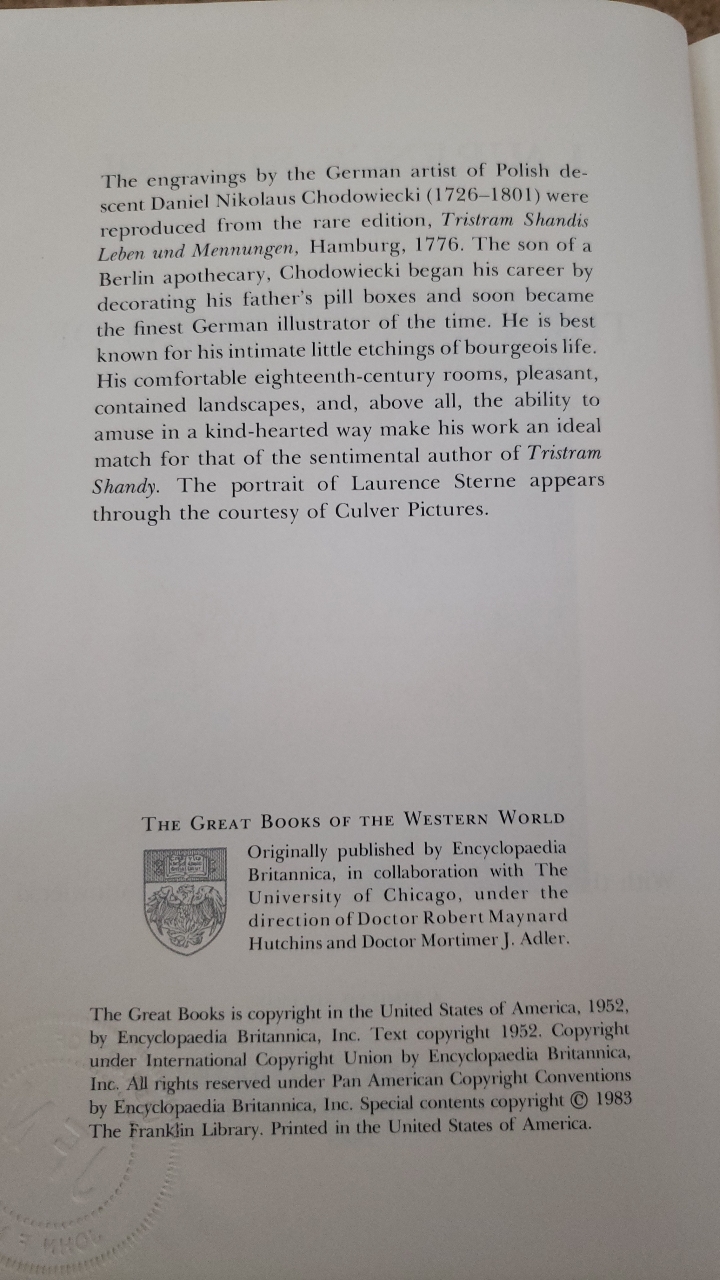 The engravings by the German artist of Polish de-
scent Daniel Nikolaus Chodowiecki (1726–1801) were
reproduced from the rare edition, Tristram Shandis
Leben und Mennungen, Hamburg, 1776. The son of a
Berlin apothecary, Chodowiecki began his career by
decorating his father's pill boxes and soon became
the finest German illustrator of the time. He is best
known for his intimate little etchings of bourgeois life.
His comfortable eighteenth-century rooms, pleasant,
contained landscapes, and, above all, the ability to
amuse in a kind-hearted way make his work an ideal
match for that of the sentimental author of Tristram
Shandy. The portrait of Laurence Sterne appears
through the courtesy of Culver Pictures.
THE GREAT BOOKS OF THE WESTERN WORLD
Originally published by Encyclopaedia
Britannica, in collaboration with The
University of Chicago, under the
direction of Doctor Robert Maynard
Hutchins and Doctor Mortimer J. Adler.
The Great Books is copyright in the United States of America, 1952,
by Encyclopaedia Britannica, Inc. Text copyright 1952. Copyright
under International Copyright Union by Encyclopaedia Britannica,
Inc. All rights reserved under Pan American Copyright Conventions
by Encyclopaedia Britannica, Inc. Special contents copyright © 1983
The Franklin Library. Printed in the United States of America.
JOHN F